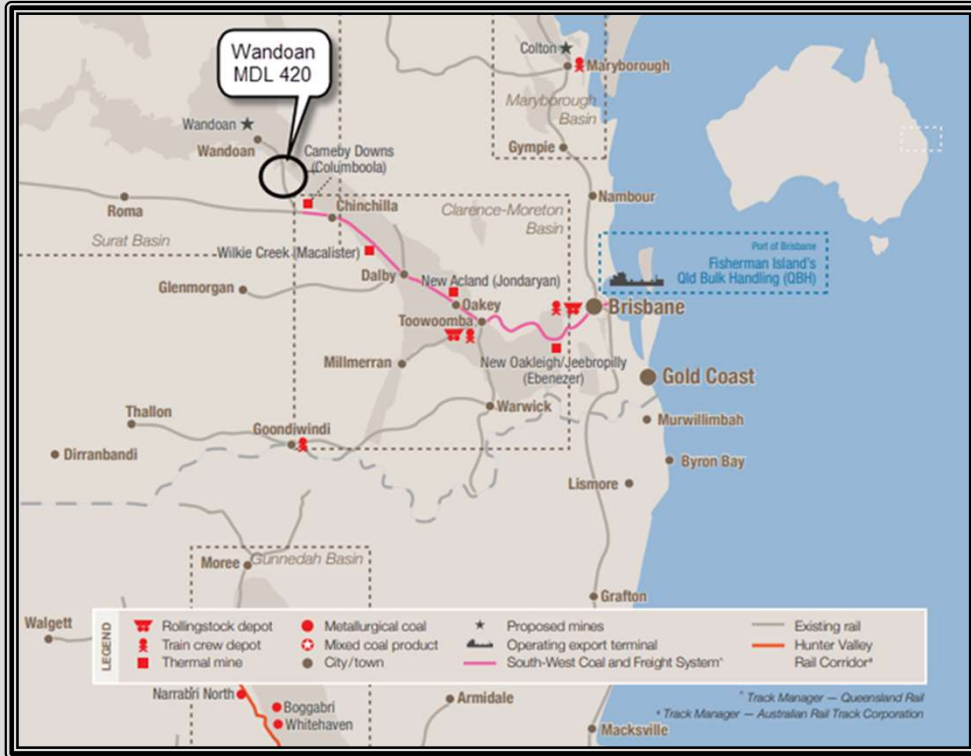 Wandoan
MDL 420
Colton
Maryborough
Maryborough
Basin
Wandoan
Wandoan
Cameby Downs
(Columboola)
Gympie
Roma
Chinchilla
Clarence-Moreton
Basin
Nambour
Surat Basin
Wilkie Creek (Macalister)
Port of Brisbane
Fisherman Island's
Qld Bulk Handling (QBH)
Glenmorgan
Dalby
New Acland (Jondaryan)
Oakey
Toowoomba
Brisbane
Millmerran
New Oakleigh/Jeebropilly
(Ebenezer)
Gold Coast
Thallon
Warwick
Murwillimbah
Goondiwindi
Dirranbandi
Byron Bay
Lismore
Moree
Gunnedah Basin
Grafton
Walgett
LEGEND
Rollingstock depot
Train crew depot
Thermal mine
Metallurgical coal
Mixed coal product
City/town
Proposed mines
Operating export terminal
South-West Coal and Freight System^
Existing rail
Hunter Valley
Rail Corridor#
Narrabri North
Boggabri
Whitehaven
Armidale
^ Track Manager — Queensland Rail
# Track Manager — Australian Rail Track Corporation
Macksville